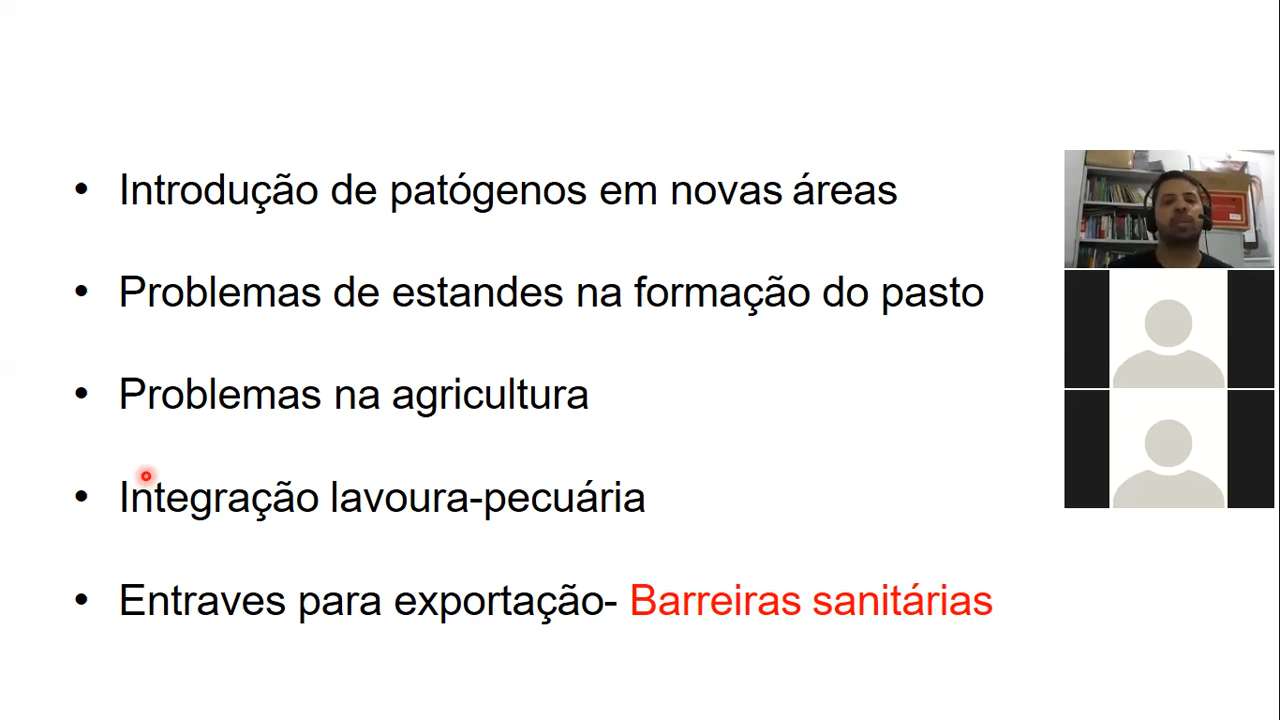 • Introdução de patógenos em novas áreas
• Problemas de estandes na formação do pasto
• Problemas na agricultura
• Integração lavoura-pecuária
• Entraves para exportação- Barreiras sanitárias